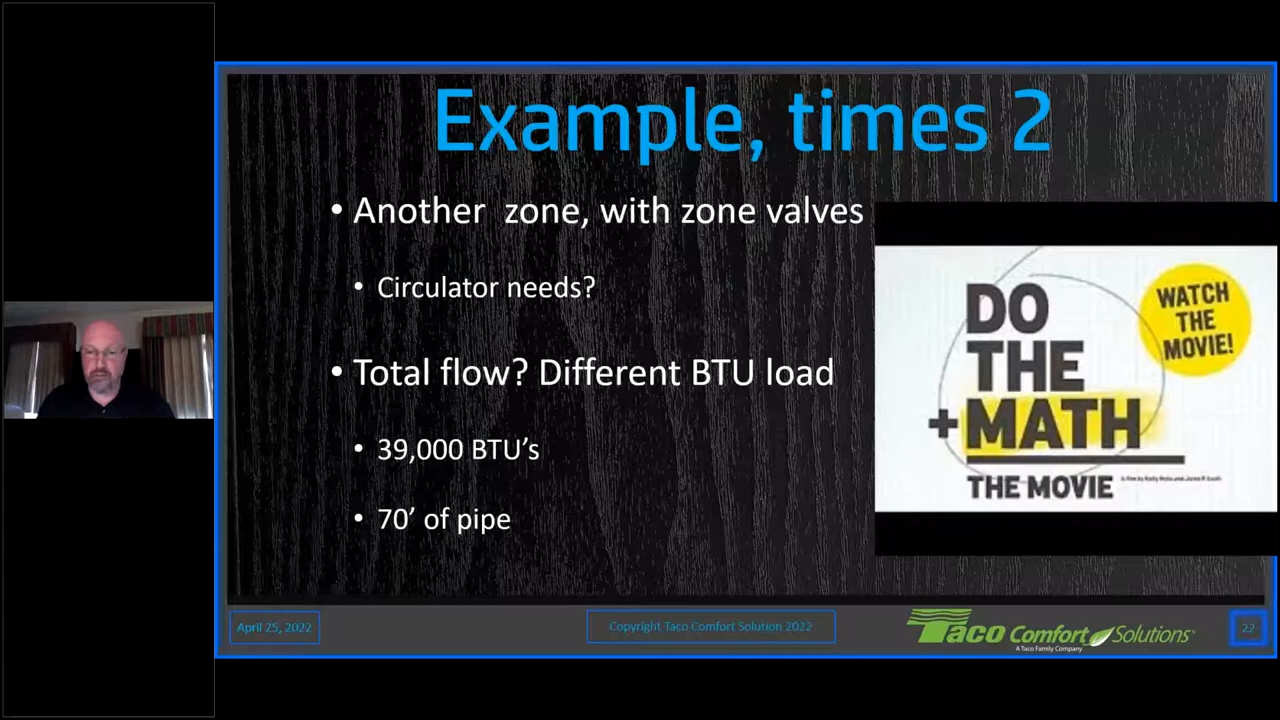 Example, times 2
• Another zone, with zone valves
• Circulator needs?
• Total flow? Different BTU load
• 39,000 BTU’s
• 70’ of pipe
DO
THE
+MATH
THE MOVIE
WATCH
THE
MOVIE!
April 25, 2022
Copyright Taco Comfort Solution 2022
Taco Comfort Solutions
A Taco Family Company
22